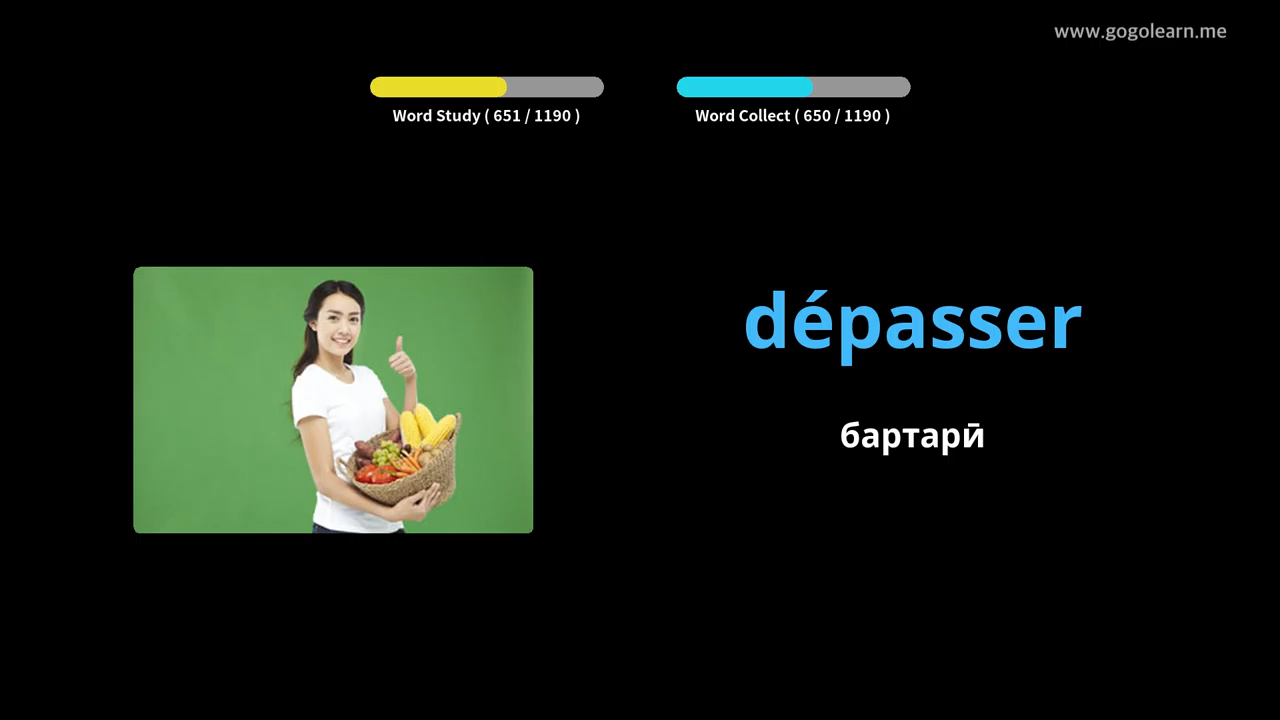 www.gogolearn.me
Word Study ( 651 / 1190 )
Word Collect ( 650 / 1190 )
dépasser
бартарӣ